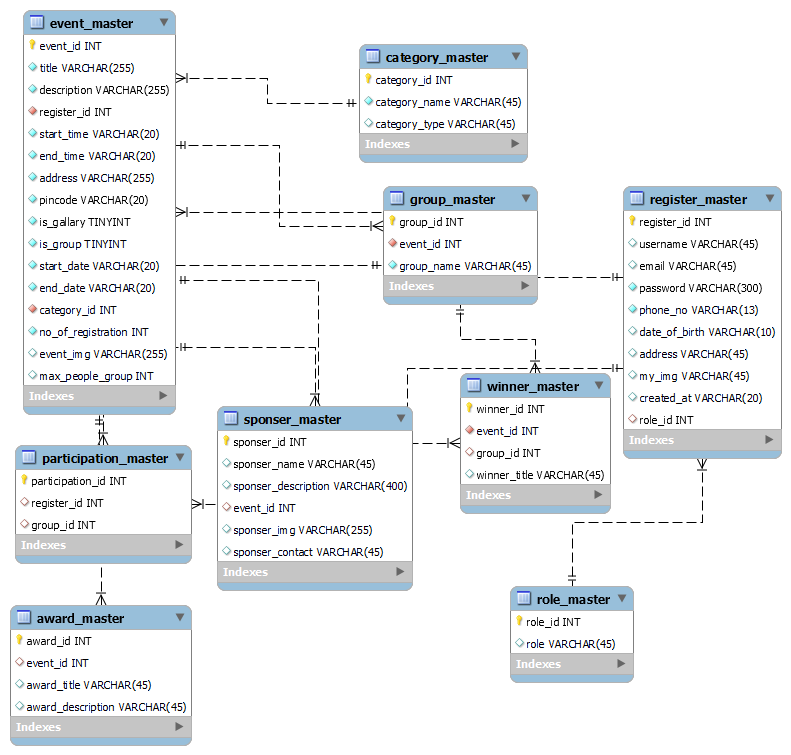 event_master
event_id INT
title VARCHAR(255)
description VARCHAR(255)
register_id INT
start_time VARCHAR(20)
end_time VARCHAR(20)
address VARCHAR(255)
pincode VARCHAR(20)
is_gallary TINYINT
is_group TINYINT
start_date VARCHAR(20)
end_date VARCHAR(20)
category_id INT
no_of_registration INT
event_img VARCHAR(255)
max_people_group INT
Indexes
category_master
category_id INT
category_name VARCHAR(45)
category_type VARCHAR(45)
Indexes
group_master
group_id INT
event_id INT
group_name VARCHAR(45)
Indexes
register_master
register_id INT
username VARCHAR(45)
email VARCHAR(45)
password VARCHAR(300)
phone_no VARCHAR(13)
date_of_birth VARCHAR(10)
address VARCHAR(45)
my_img VARCHAR(45)
created_at VARCHAR(20)
role_id INT
Indexes
winner_master
winner_id INT
event_id INT
group_id INT
winner_title VARCHAR(45)
Indexes
sponser_master
sponser_id INT
sponser_name VARCHAR(45)
sponser_description VARCHAR(400)
event_id INT
sponser_img VARCHAR(255)
sponser_contact VARCHAR(45)
Indexes
participation_master
participation_id INT
register_id INT
group_id INT
Indexes
role_master
role_id INT
role VARCHAR(45)
Indexes
award_master
award_id INT
event_id INT
award_title VARCHAR(45)
award_description VARCHAR(45)
Indexes